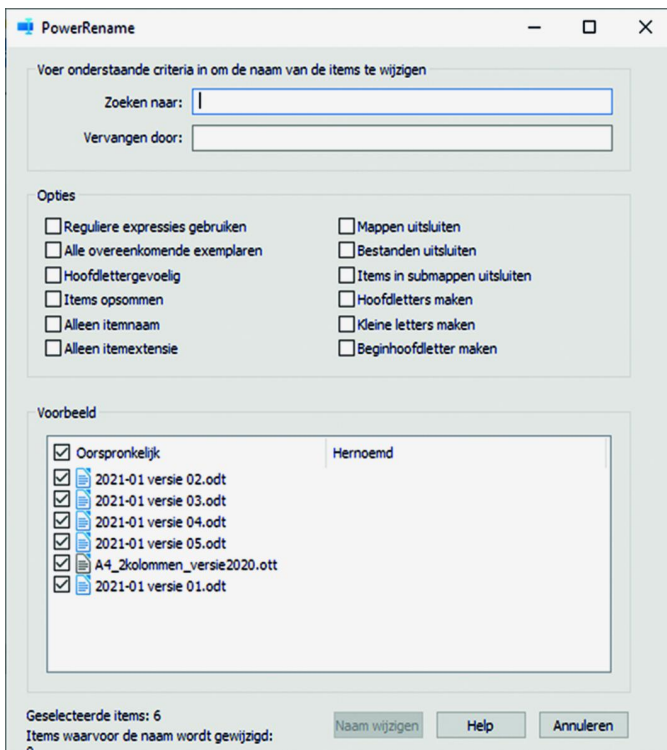 PowerRename
Voer onderstaande criteria in om de naam van de items te wijzigen
Zoeken naar:
Vervangen door:
Opties
Reguliere expressies gebruiken
Alle overeenkomende exemplaren
Hoofdlettergevoelig
Items opsommen
Alleen itemnaam
Alleen itemextensie
Mappen uitsluiten
Bestanden uitsluiten
Items in submappen uitsluiten
Hoofdletters maken
Kleine letters maken
Beginhoofdletter maken
Voorbeeld
Oorspronkelijk Hernoemd
2021-01 versie 02.odt
2021-01 versie 03.odt
2021-01 versie 04.odt
2021-01 versie 05.odt
A4_2kolommen_versie2020.ott
2021-01 versie 01.odt
Geselecteerde items: 6
Items waarvoor de naam wordt gewijzigd:
Naam wijzigen Help Annuleren